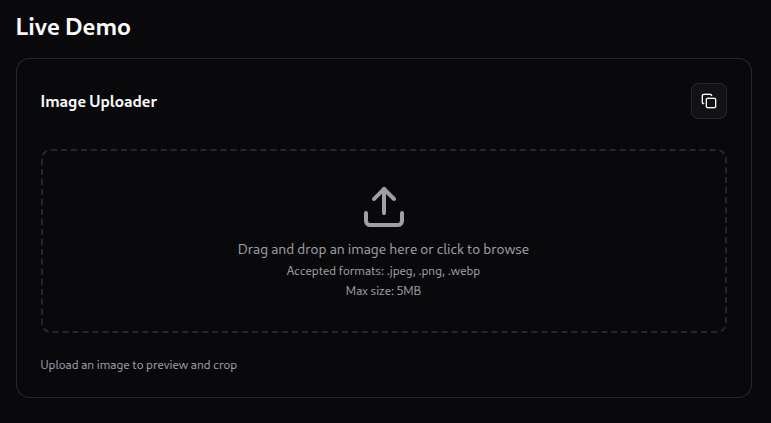 Live Demo
Image Uploader
Drag and drop an image here or click to browse
Accepted formats: .jpeg, .png, .webp
Max size: 5MB
Upload an image to preview and crop